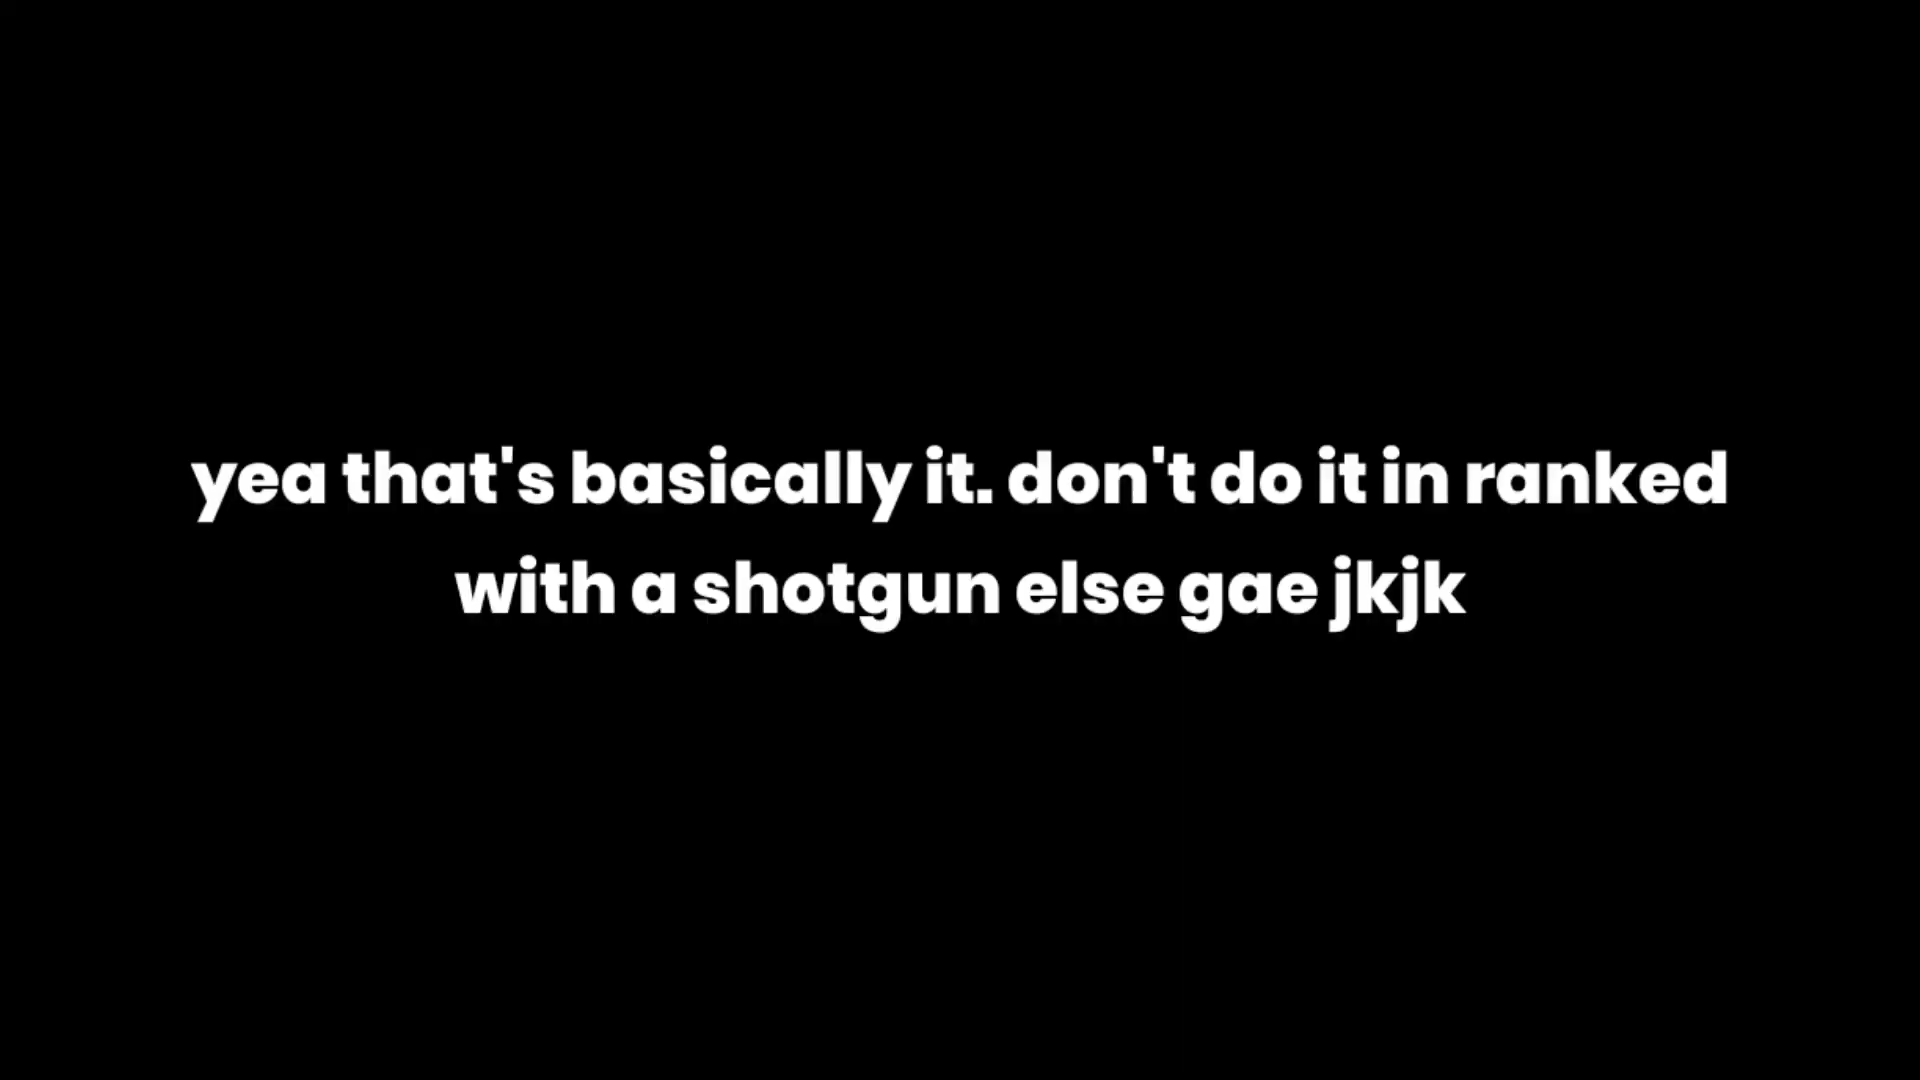 yea that's basically it. don't do it in ranked
with a shotgun else gae jkjk